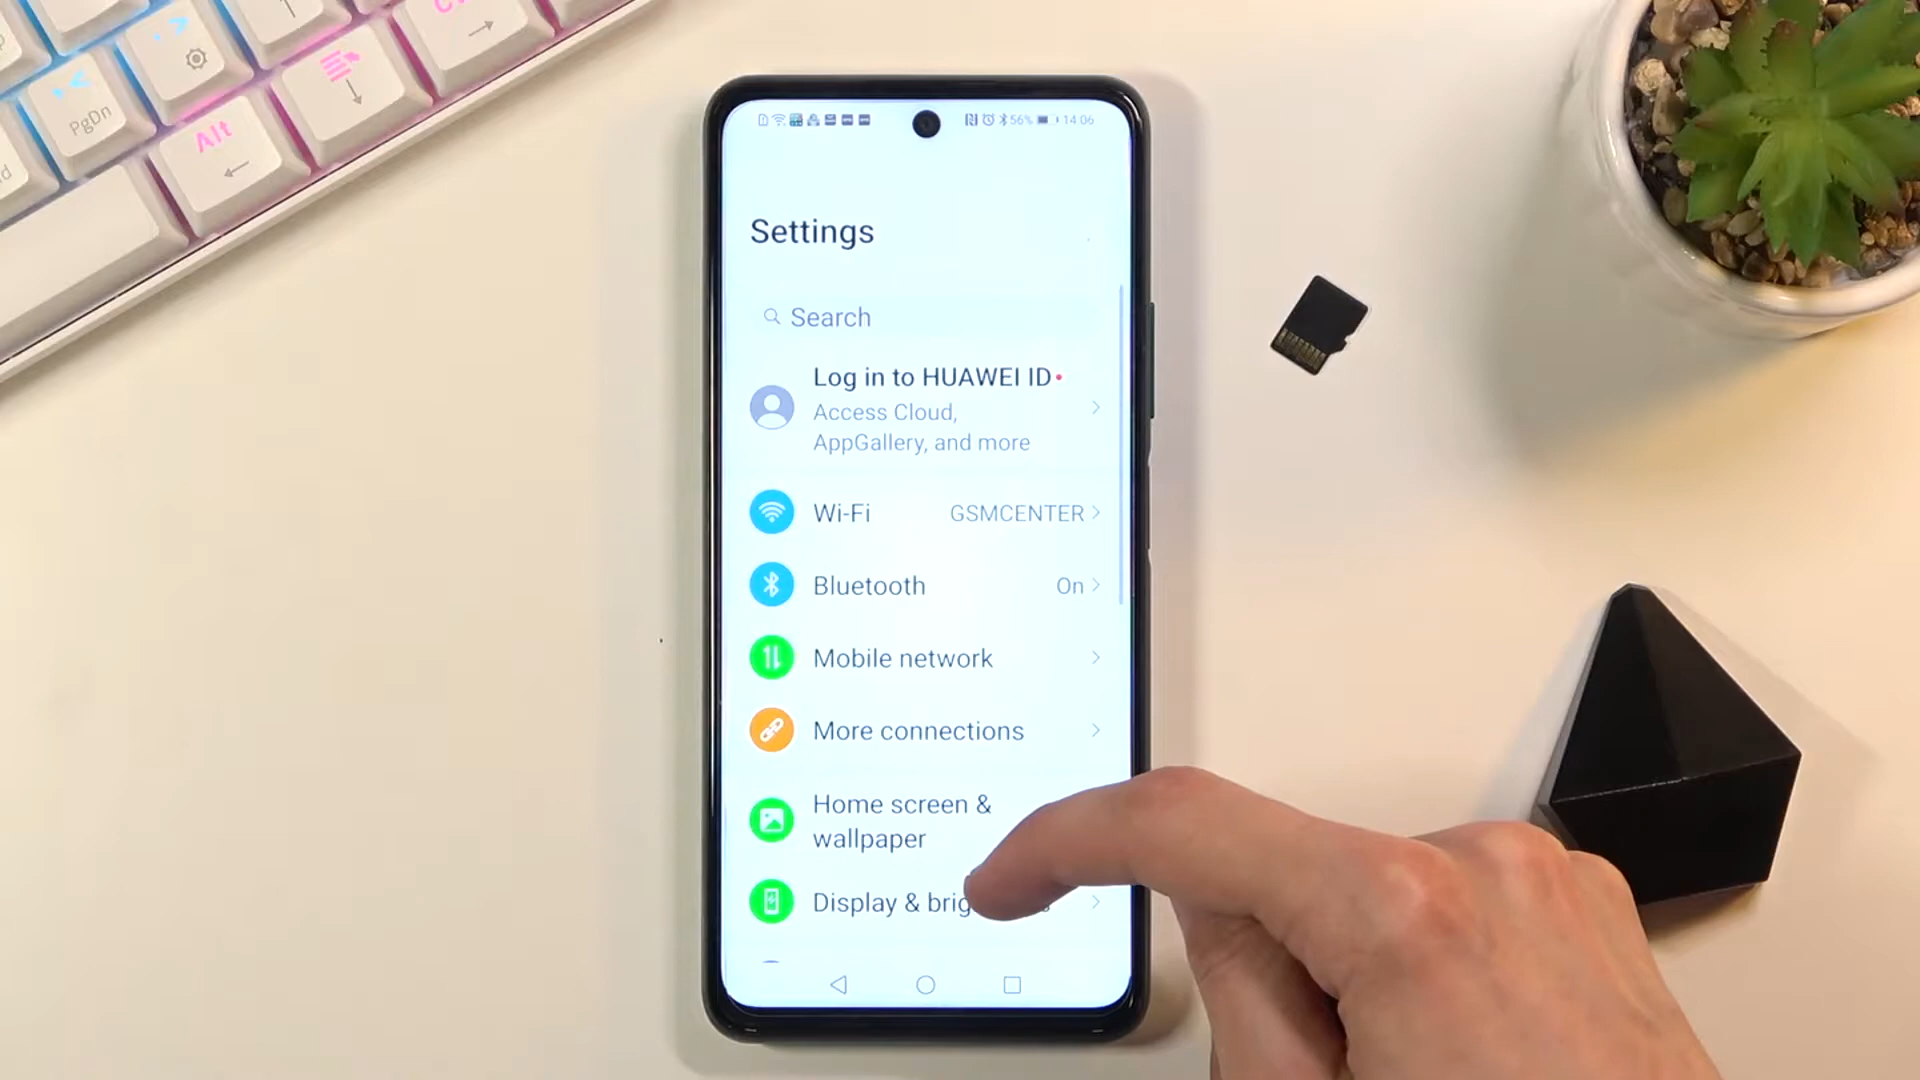 PgDn
Alt
56% 14:06
Settings
Search
Log in to HUAWEI ID
Access Cloud,
AppGallery, and more
Wi-Fi GSMCENTER
Bluetooth On
Mobile network
More connections
Home screen &
wallpaper
Display &